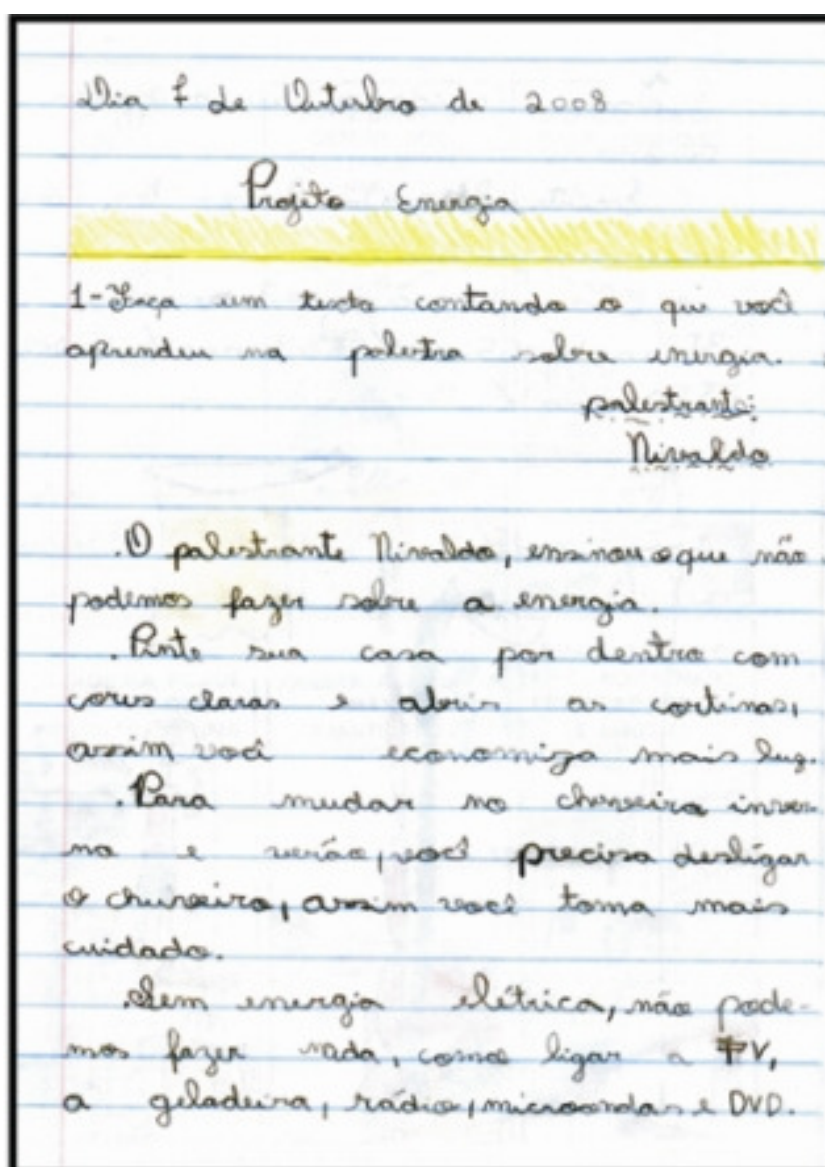 Dia 7 de Outubro de 2008
Projeto Energia
1-Faça um texto contando o que você
aprendeu na palestra sobre energia.
palestrante:
Nivaldo
.O palestrante Nivaldo, ensinou o que não
podemos fazer sobre a energia.
.Pinte sua casa por dentro com
cores claras e abrir as cortinas,
assim você economiza mais luz.
.Para mudar no chuveiro inver-
no e verão, você precisa desligar
o chuveiro, assim você toma mais
cuidado.
.Sem energia elétrica, não pode-
mos fazer nada, como ligar a TV,
a geladeira, rádio, microondas e DVD.